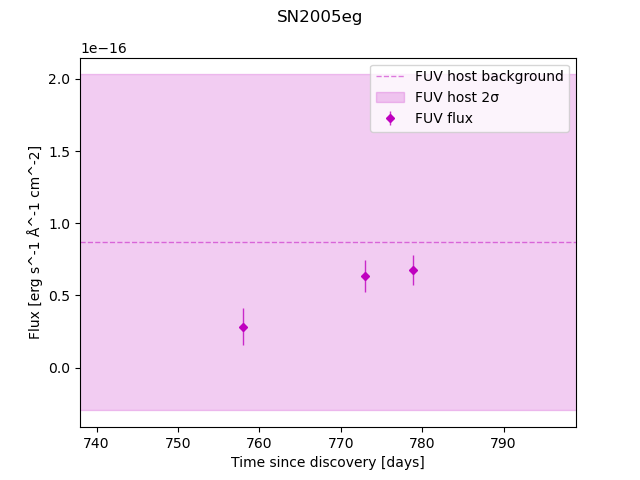 SN2005eg
1e−16
FUV host background
FUV host 2σ
FUV flux
2.0
1.5
1.0
0.5
0.0
Flux [erg s^-1 Å^-1 cm^-2]
740 750 760 770 780 790
Time since discovery [days]